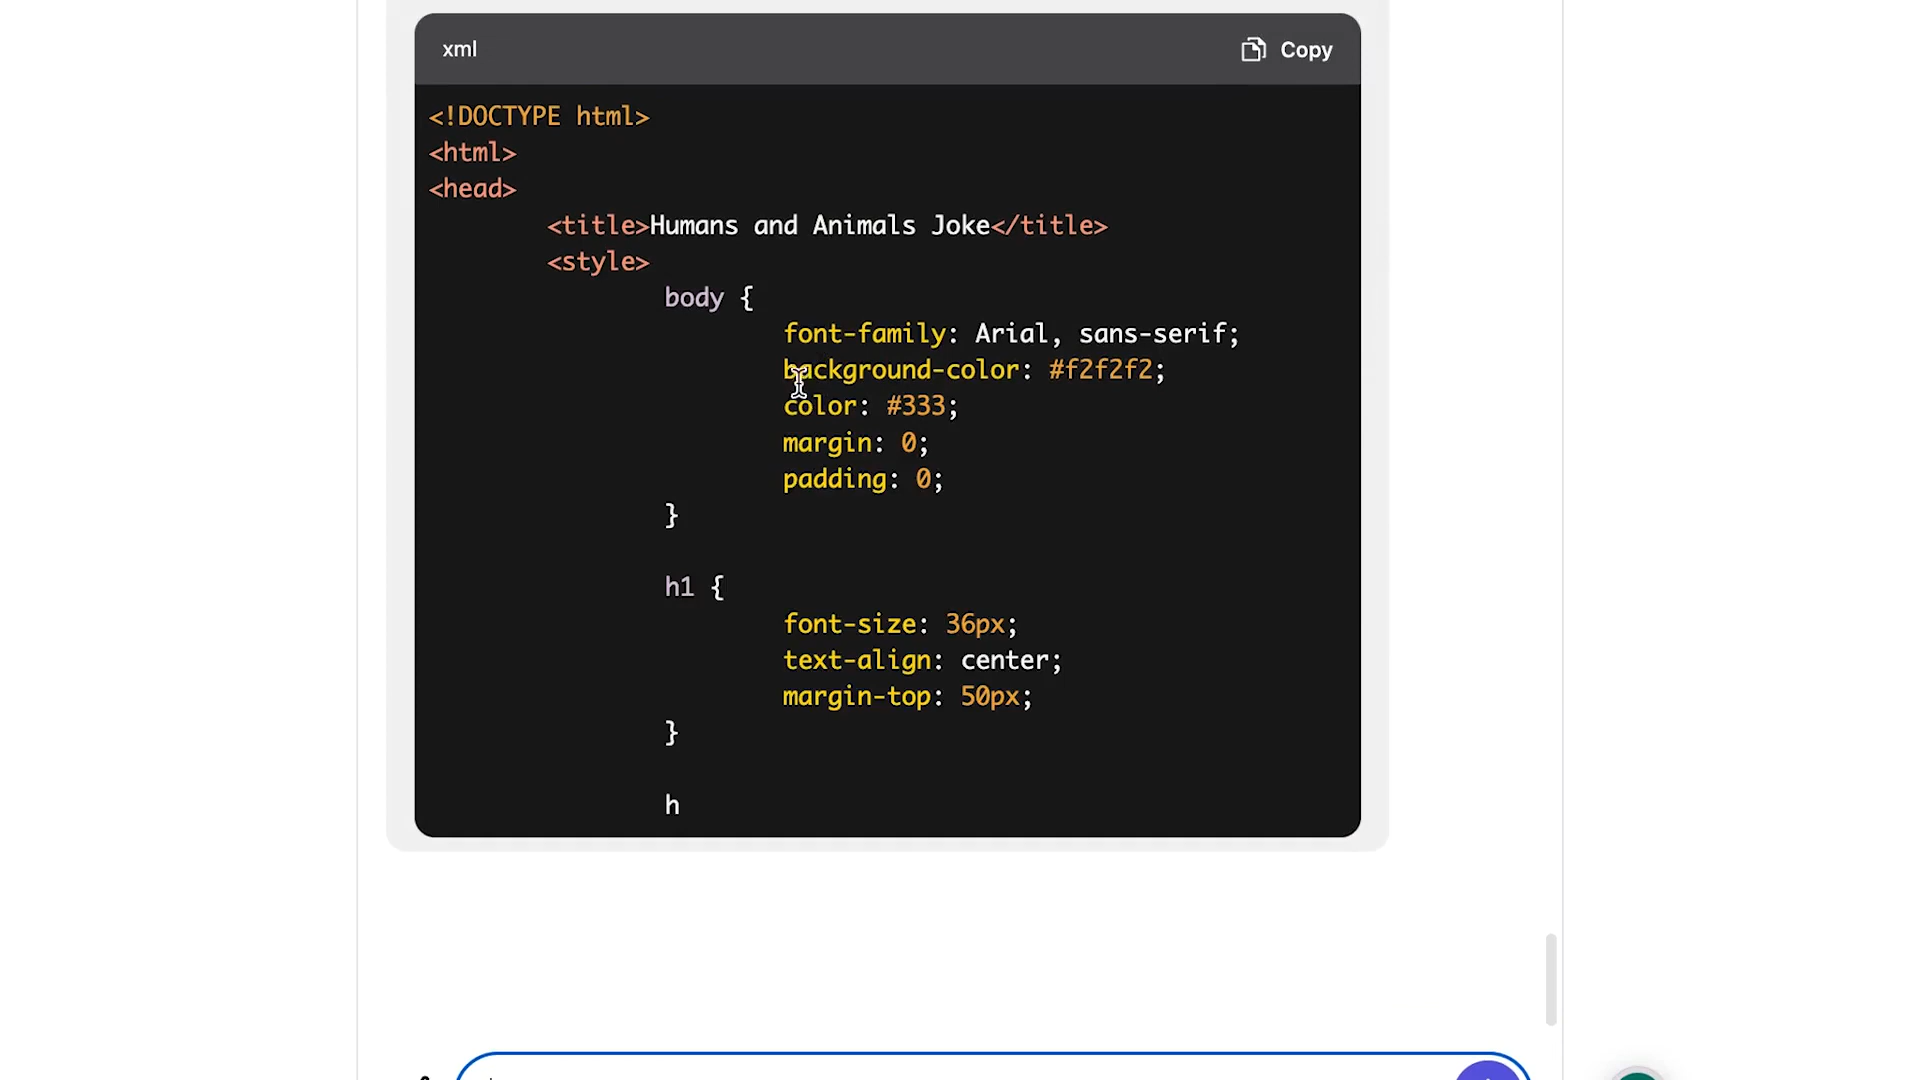 xml
Copy
<!DOCTYPE html>
<html>
<head>
<title>Humans and Animals Joke</title>
<style>
body {
font-family: Arial, sans-serif;
background-color: #f2f2f2;
color: #333;
margin: 0;
padding: 0;
}
h1 {
font-size: 36px;
text-align: center;
margin-top: 50px;
}
h